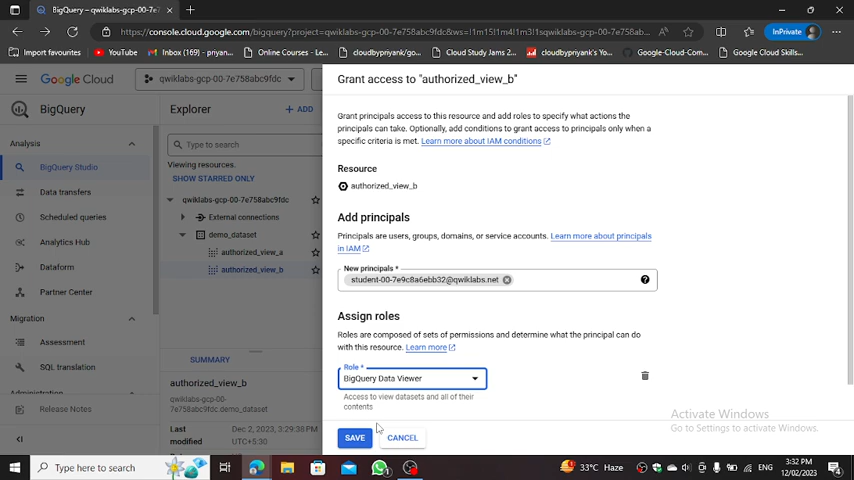 BigQuery – qwiklabs-gcp-00-7e7
https://console.cloud.google.com/bigquery?project=qwiklabs-gcp-00-7e758abc9fdc&ws=!1m15!1m4!1m3!1sqwiklabs-gcp-00-7e758ab...
InPrivate
Import favourites
YouTube
Inbox (169) - priyan...
Online Courses - Le...
cloudbypriyank/go...
Cloud Study Jams 2...
cloudbypriyank's Yo...
Google-Cloud-Com...
Google Cloud Skills...
Google Cloud
qwiklabs-gcp-00-7e758abc9fdc
BigQuery
Analysis
BigQuery Studio
Data transfers
Scheduled queries
Analytics Hub
Dataform
Partner Center
Migration
Assessment
SQL translation
Administration
Release Notes
Explorer
+ ADD
Type to search
Viewing resources.
SHOW STARRED ONLY
qwiklabs-gcp-00-7e758abc9fdc
External connections
demo_dataset
authorized_view_a
authorized_view_b
SUMMARY
authorized_view_b
qwiklabs-gcp-00-
7e758abc9fdc.demo_dataset
Last Dec 2, 2023, 3:29:38 PM
modified UTC+5:30
Grant access to "authorized_view_b"
Grant principals access to this resource and add roles to specify what actions the
principals can take. Optionally, add conditions to grant access to principals only when a
specific criteria is met. Learn more about IAM conditions
Resource
authorized_view_b
Add principals
Principals are users, groups, domains, or service accounts. Learn more about principals
in IAM
New principals *
student-00-7e9c8a6ebb32@qwiklabs.net
Assign roles
Roles are composed of sets of permissions and determine what the principal can do
with this resource. Learn more
Role *
BigQuery Data Viewer
Access to view datasets and all of their
contents
SAVE
CANCEL
Activate Windows
Go to Settings to activate Windows.
Type here to search
33°C Haze
ENG
3:32 PM
12/02/2023
4